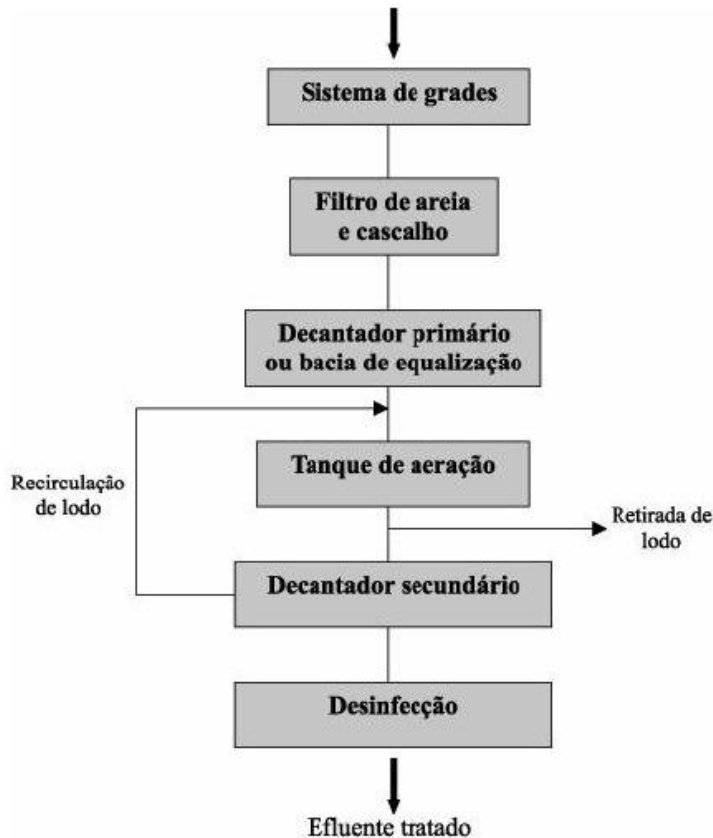 Sistema de grades
Filtro de areia
e cascalho
Decantador primário
ou bacia de equalização
Tanque de aeração
Recirculação
de lodo
Retirada de
lodo
Decantador secundário
Desinfecção
Efluente tratado